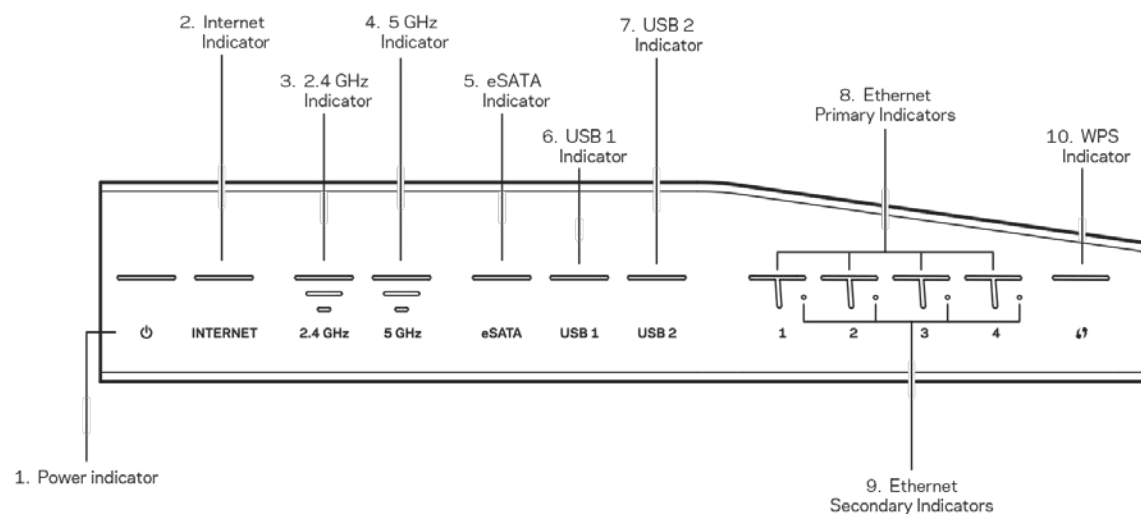 2. Internet
Indicator
4. 5 GHz
Indicator
7. USB 2
Indicator
3. 2.4 GHz
Indicator
5. eSATA
Indicator
8. Ethernet
Primary Indicators
6. USB 1
Indicator
10. WPS
Indicator
INTERNET
2.4 GHz
5 GHz
eSATA
USB 1
USB 2
1
2
3
4
1. Power indicator
9. Ethernet
Secondary Indicators